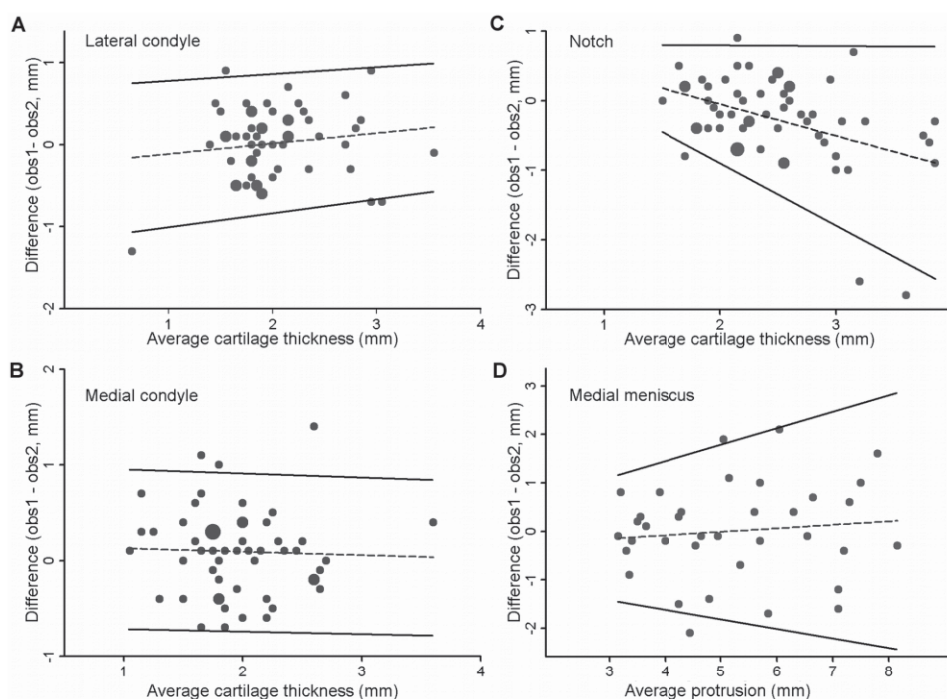 A
Lateral condyle
Difference (obs1 - obs2, mm)
1
0
-1
-2
1
2
3
4
Average cartilage thickness (mm)
B
Medial condyle
Difference (obs1 - obs2, mm)
2
1
0
-1
1
2
3
4
Average cartilage thickness (mm)
C
Notch
Difference (obs1 - obs2, mm)
1
0
-1
-2
-3
1
2
3
Average cartilage thickness (mm)
D
Medial meniscus
Difference (obs1 - obs2, mm)
3
2
1
0
-1
-2
3
4
5
6
7
8
Average protrusion (mm)